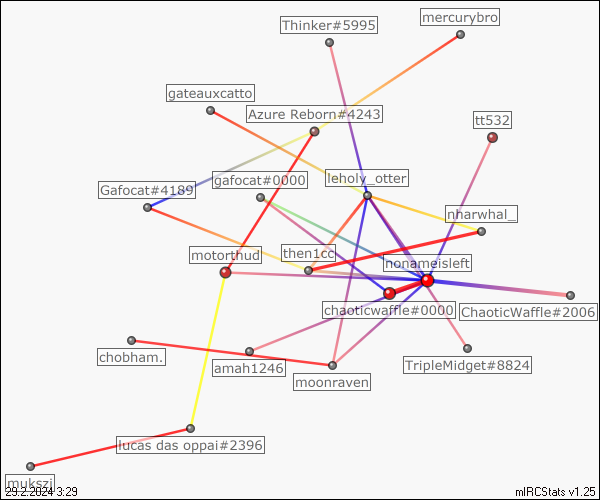 mercurybro
Thinker#5995
gateauxcatto
Azure Reborn#4243
tt532
Gafocat#4189
gafocat#0000
leholy_otter
nharwhal_
motorthud
then1cc
nonameisleft
chaoticwaffle#0000
ChaoticWaffle#2006
chobham.
amah1246
moonraven
TripleMidget#8824
lucas das oppai#2396
mukszi
29.2.2024 3:29
mIRCStats v1.25